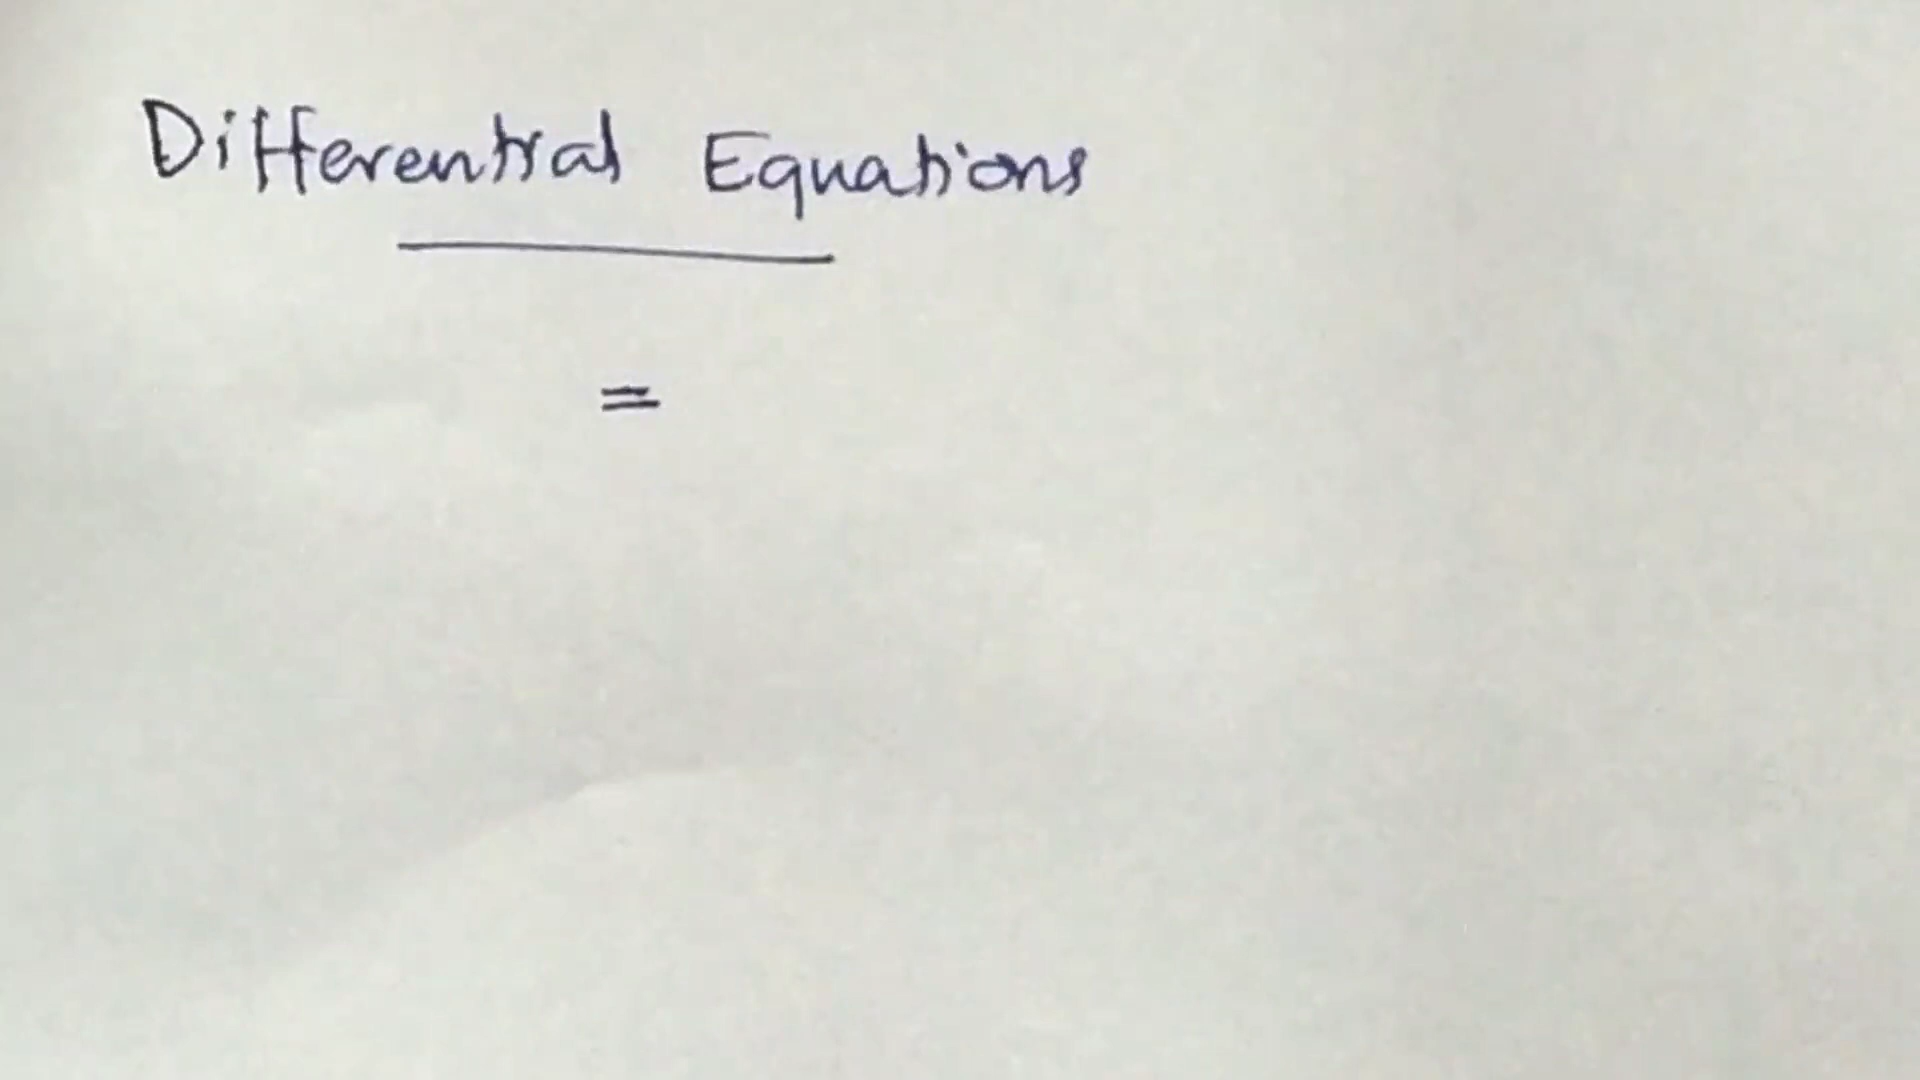 Differential Equations
=